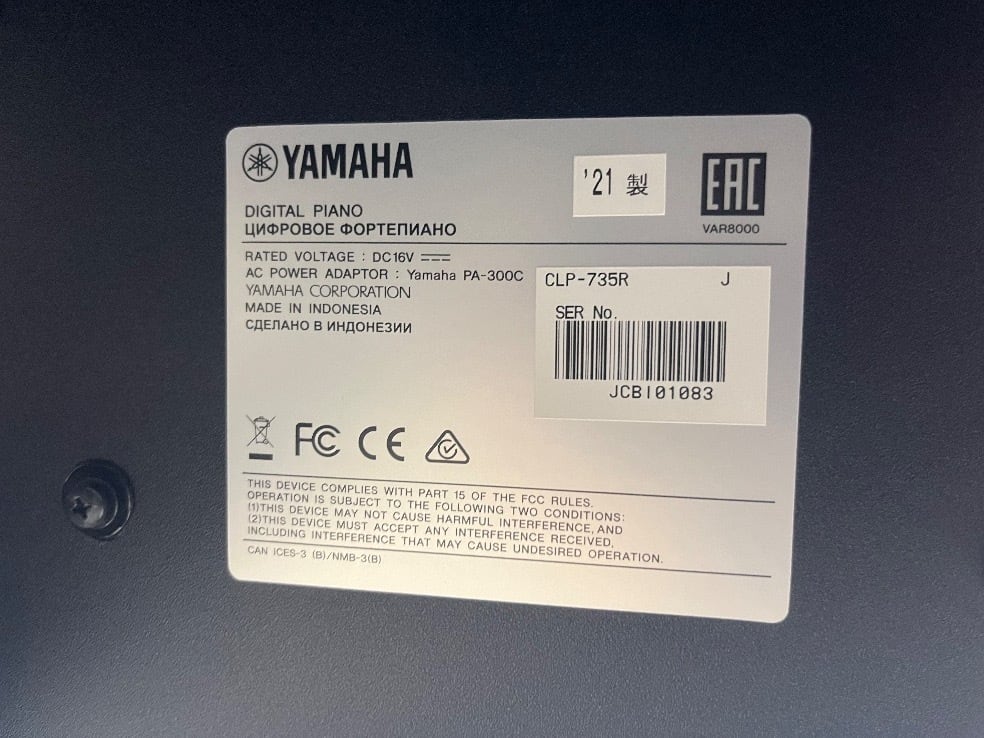 YAMAHA
'21 製
EAC
VAR8000
DIGITAL PIANO
ЦИФРОВОЕ ФОРТЕПИАНО
RATED VOLTAGE : DC16V
AC POWER ADAPTOR : Yamaha PA-300C
YAMAHA CORPORATION
MADE IN INDONESIA
СДЕЛАНО В ИНДОНЕЗИИ
CLP-735R J
SER No.
JCBI01083
FC CE
THIS DEVICE COMPLIES WITH PART 15 OF THE FCC RULES.
OPERATION IS SUBJECT TO THE FOLLOWING TWO CONDITIONS:
(1)THIS DEVICE MAY NOT CAUSE HARMFUL INTERFERENCE, AND
(2)THIS DEVICE MUST ACCEPT ANY INTERFERENCE RECEIVED,
INCLUDING INTERFERENCE THAT MAY CAUSE UNDESIRED OPERATION.
CAN ICES-3 (B)/NMB-3(B)